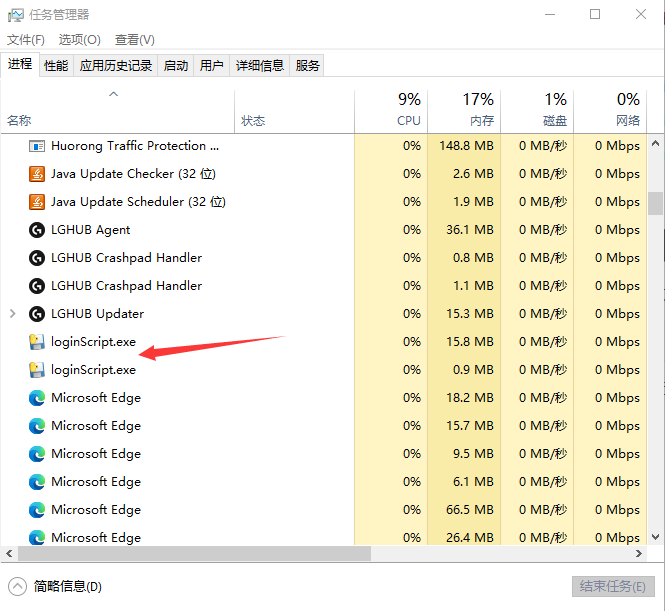 任务管理器
文件(F) 选项(O) 查看(V)
进程 性能 应用历史记录 启动 用户 详细信息 服务
9% 17% 1% 0%
名称 状态 CPU 内存 磁盘 网络
Huorong Traffic Protection ... 0% 148.8 MB 0 MB/秒 0 Mbps
Java Update Checker (32 位) 0% 2.6 MB 0 MB/秒 0 Mbps
Java Update Scheduler (32 位) 0% 1.9 MB 0 MB/秒 0 Mbps
LGHUB Agent 0% 36.1 MB 0 MB/秒 0 Mbps
LGHUB Crashpad Handler 0% 0.8 MB 0 MB/秒 0 Mbps
LGHUB Crashpad Handler 0% 1.1 MB 0 MB/秒 0 Mbps
LGHUB Updater 0% 15.3 MB 0 MB/秒 0 Mbps
loginScript.exe 0% 15.8 MB 0 MB/秒 0 Mbps
loginScript.exe 0% 0.9 MB 0 MB/秒 0 Mbps
Microsoft Edge 0% 18.2 MB 0 MB/秒 0 Mbps
Microsoft Edge 0% 15.7 MB 0 MB/秒 0 Mbps
Microsoft Edge 0% 9.5 MB 0 MB/秒 0 Mbps
Microsoft Edge 0% 6.1 MB 0 MB/秒 0 Mbps
Microsoft Edge 0% 66.5 MB 0 MB/秒 0 Mbps
Microsoft Edge 0% 26.4 MB 0 MB/秒 0 Mbps
简略信息(D) 结束任务(E)